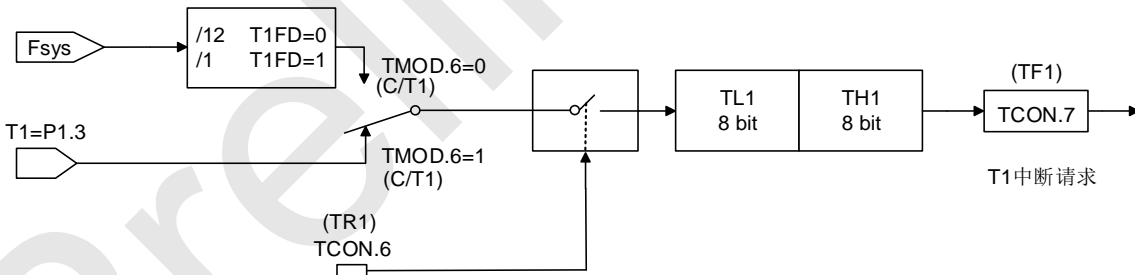 Fsys
/12 T1FD=0
/1 T1FD=1
TMOD.6=0
(C/T1)
T1=P1.3
TMOD.6=1
(C/T1)
(TR1)
TCON.6
TL1
8 bit
TH1
8 bit
(TF1)
TCON.7
T1中断请求